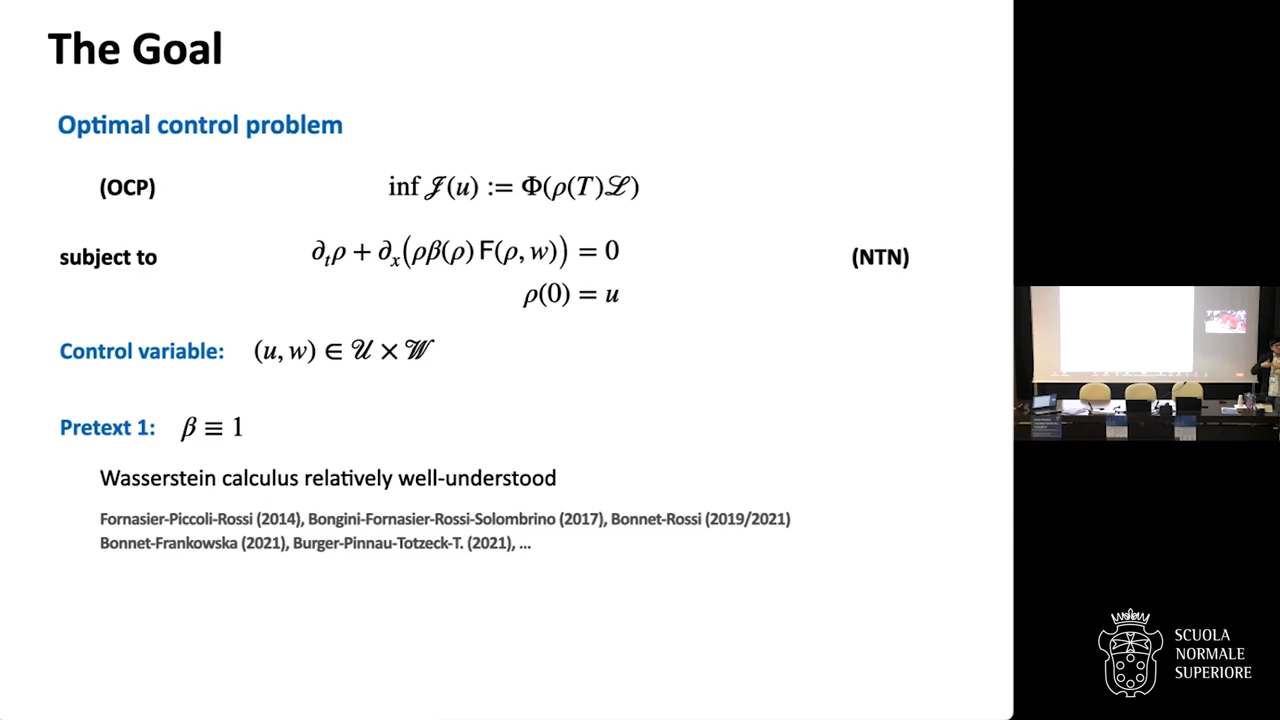 The Goal
Optimal control problem
(OCP) inf 𝒥(u) := Φ(ρ(T)ℒ)
subject to ∂ₜρ + ∂ₓ(ρβ(ρ) F(ρ, w)) = 0 (NTN)
ρ(0) = u
Control variable: (u, w) ∈ 𝒰 × 𝒲
Pretext 1: β ≡ 1
Wasserstein calculus relatively well-understood
Fornasier-Piccoli-Rossi (2014), Bongini-Fornasier-Rossi-Solombrino (2017), Bonnet-Rossi (2019/2021)
Bonnet-Frankowska (2021), Burger-Pinnau-Totzeck-T. (2021), ...
SCUOLA
NORMALE
SUPERIORE